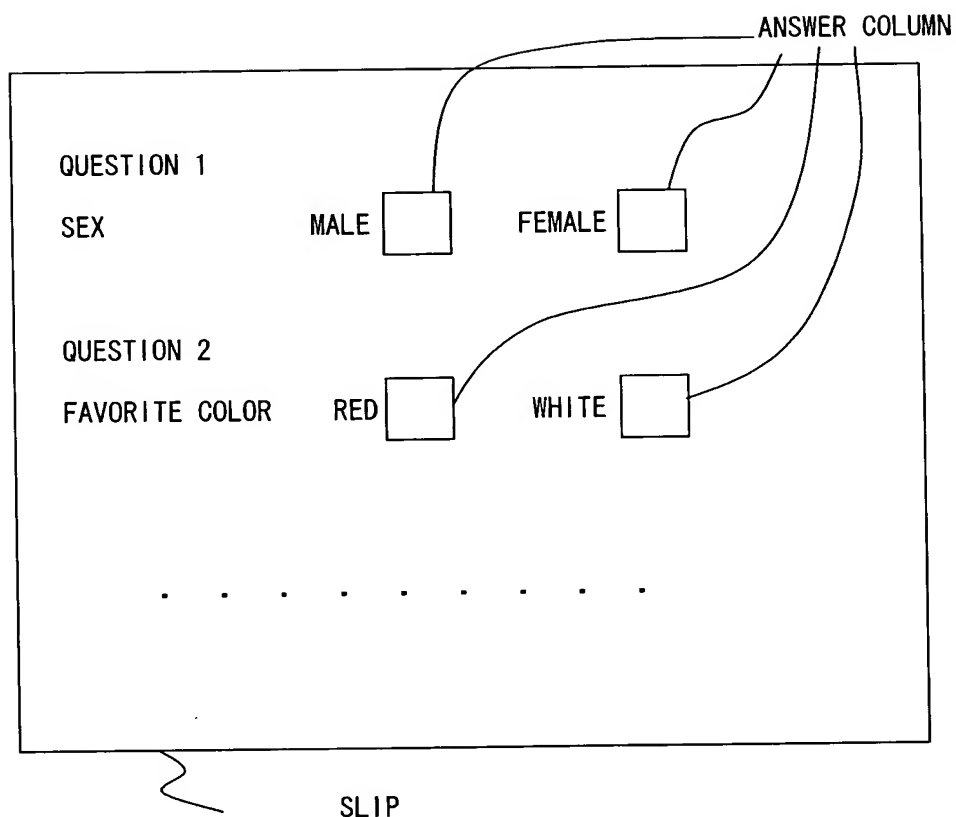 ANSWER COLUMN
QUESTION 1
SEX MALE FEMALE
QUESTION 2
FAVORITE COLOR RED WHITE
. . . . . . . . .
SLIP